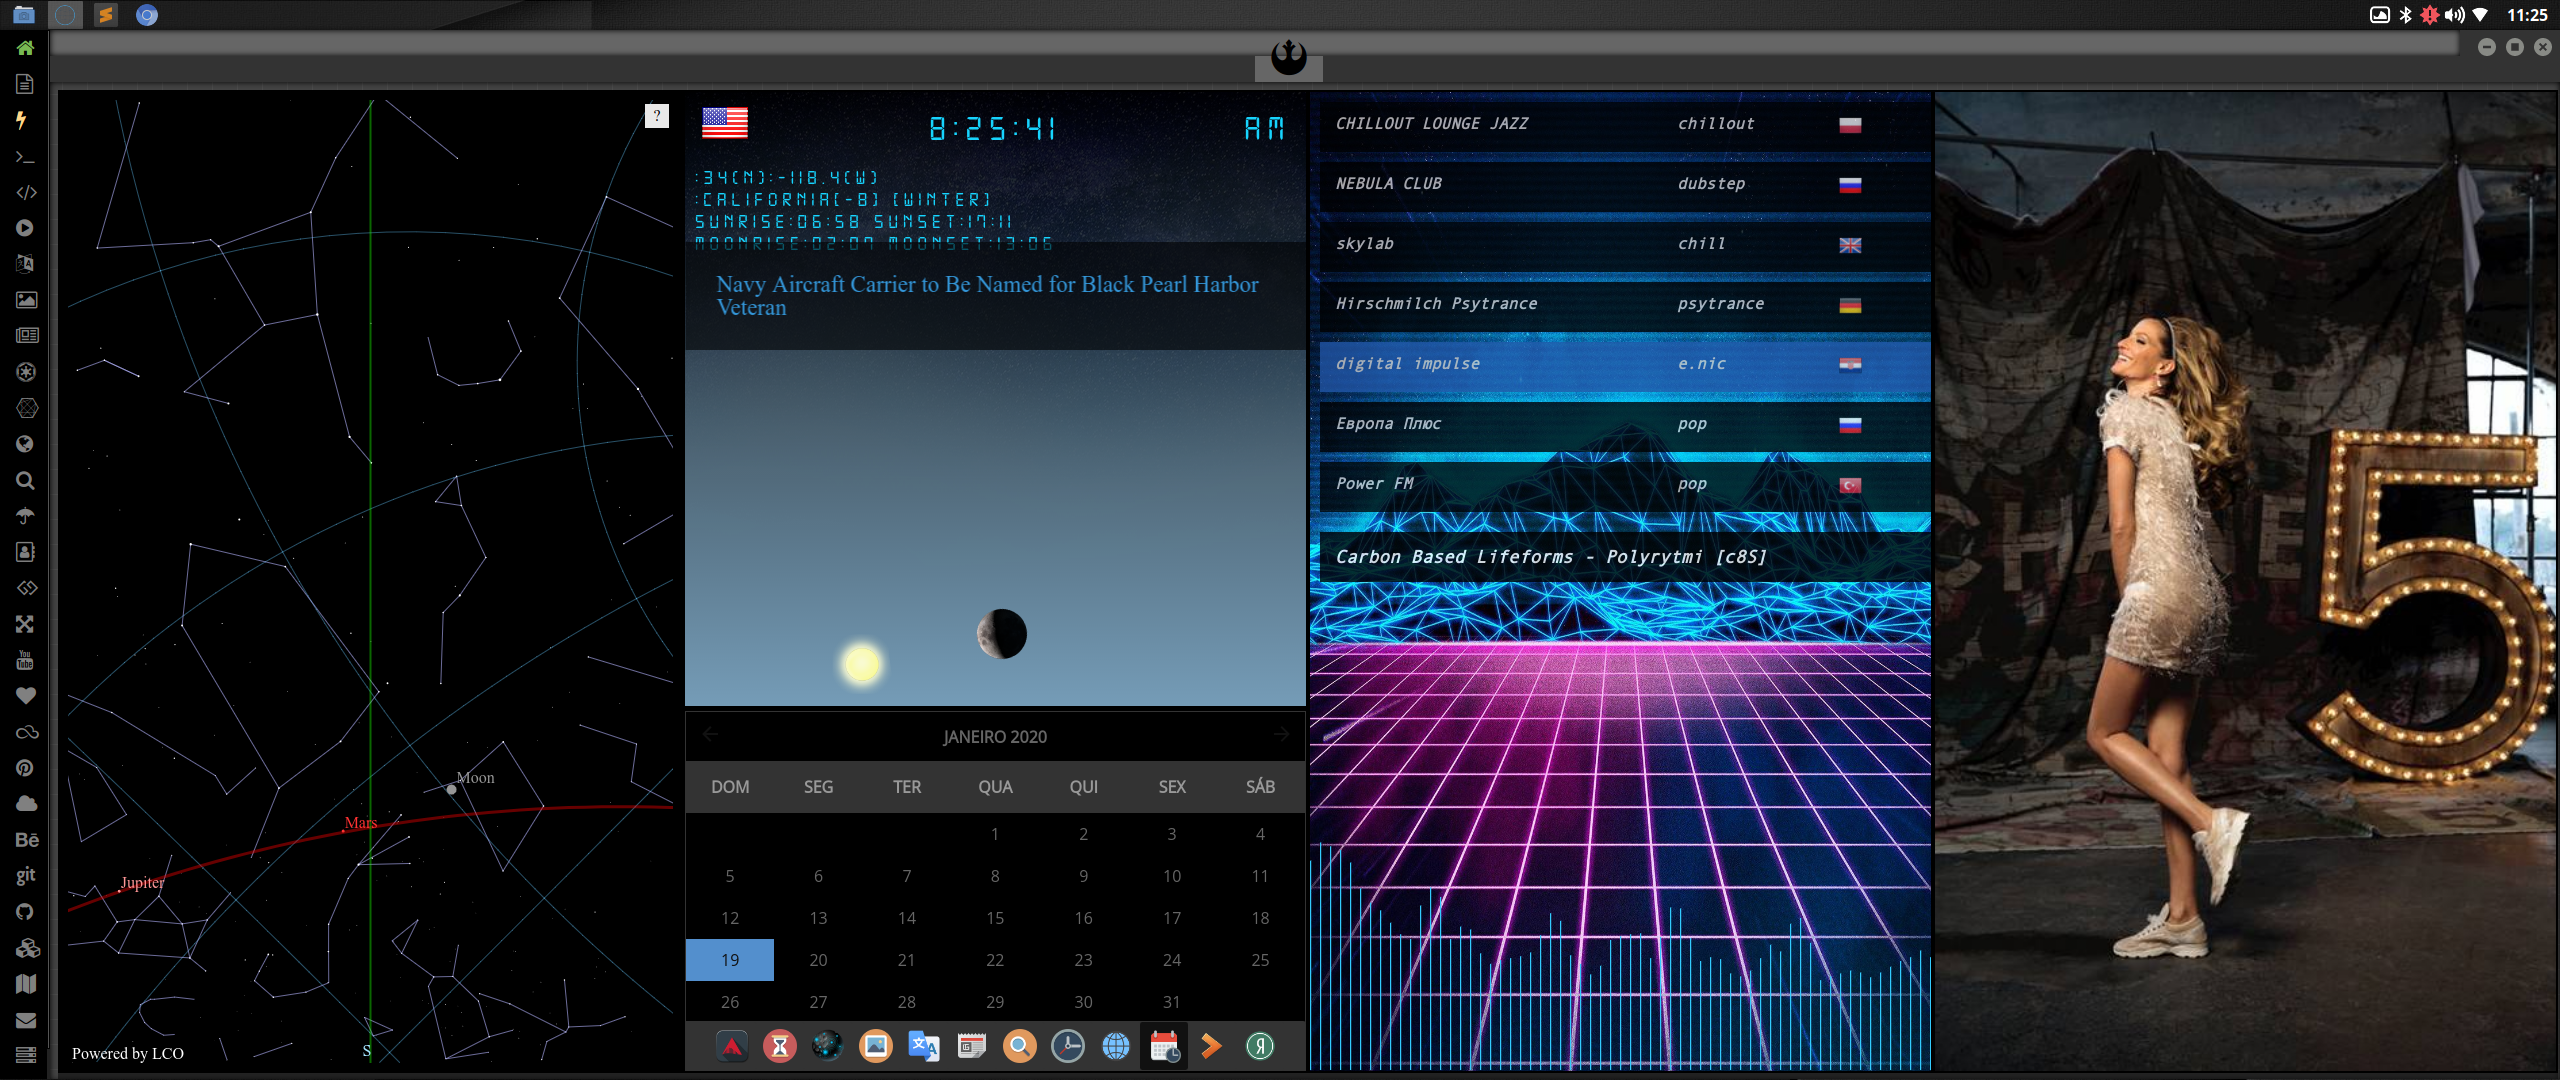 11:25
?
Moon
Mars
Jupiter
S
Powered by LCO
8:25:41 AM
:34(N):-118.4(W)
:CALIFORNIA(-8) [WINTER]
SUNRISE:06:58 SUNSET:17:11
MOONRISE:02:07 MOONSET:13:06
Navy Aircraft Carrier to Be Named for Black Pearl Harbor
Veteran
JANEIRO 2020
DOM SEG TER QUA QUI SEX SÁB
1 2 3 4
5 6 7 8 9 10 11
12 13 14 15 16 17 18
19 20 21 22 23 24 25
26 27 28 29 30 31
CHILLOUT LOUNGE JAZZ chillout
NEBULA CLUB dubstep
skylab chill
Hirschmilch Psytrance psytrance
digital impulse e.nic
Европа Плюс pop
Power FM pop
Carbon Based Lifeforms - Polyrytmi [c8S]
5
You
Tube
Bē
git
文A
Я